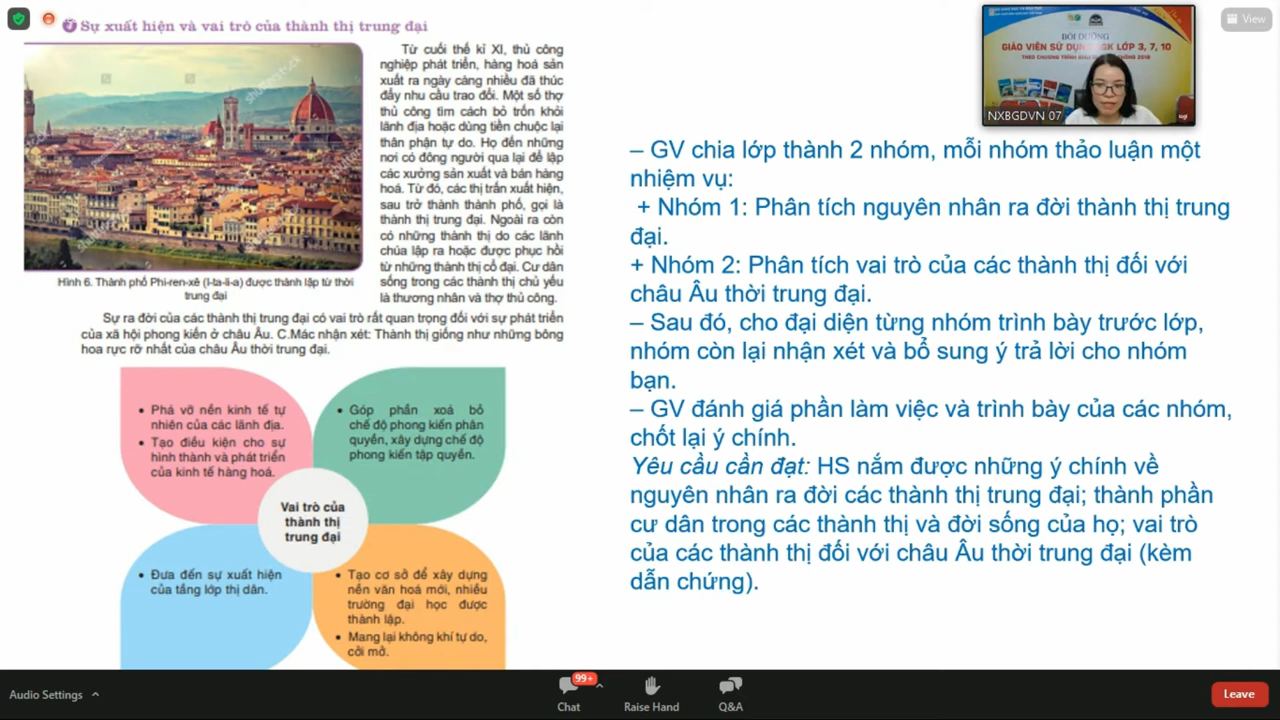 Sự xuất hiện và vai trò của thành thị trung đại
Từ cuối thế kỉ XI, thủ công
nghiệp phát triển, hàng hoá sản
xuất ra ngày càng nhiều đã thúc
đẩy nhu cầu trao đổi. Một số thợ
thủ công tìm cách bỏ trốn khỏi
lãnh địa hoặc dùng tiền chuộc lại
thân phận tự do. Họ đến những
nơi có đông người qua lại để lập
các xưởng sản xuất và bán hàng
hoá. Từ đó, các thị trấn xuất hiện,
sau trở thành thành phố, gọi là
thành thị trung đại. Ngoài ra còn
có những thành thị do các lãnh
chúa lập ra hoặc được phục hồi
từ những thành thị cổ đại. Cư dân
sống trong các thành thị chủ yếu
là thương nhân và thợ thủ công.
Hình 6. Thành phố Phi-ren-xê (I-ta-li-a) được thành lập từ thời
trung đại
Sự ra đời của các thành thị trung đại có vai trò rất quan trọng đối với sự phát triển
của xã hội phong kiến ở châu Âu. C.Mác nhận xét: Thành thị giống như những bông
hoa rực rỡ nhất của châu Âu thời trung đại.
• Phá vỡ nền kinh tế tự
nhiên của các lãnh địa.
• Tạo điều kiện cho sự
hình thành và phát triển
của kinh tế hàng hoá.
• Góp phần xoá bỏ
chế độ phong kiến phân
quyền, xây dựng chế độ
phong kiến tập quyền.
Vai trò của
thành thị
trung đại
• Đưa đến sự xuất hiện
của tầng lớp thị dân.
• Tạo cơ sở để xây dựng
nền văn hoá mới, nhiều
trường đại học được
thành lập.
• Mang lại không khí tự do,
cởi mở.
– GV chia lớp thành 2 nhóm, mỗi nhóm thảo luận một
nhiệm vụ:
+ Nhóm 1: Phân tích nguyên nhân ra đời thành thị trung
đại.
+ Nhóm 2: Phân tích vai trò của các thành thị đối với
châu Âu thời trung đại.
– Sau đó, cho đại diện từng nhóm trình bày trước lớp,
nhóm còn lại nhận xét và bổ sung ý trả lời cho nhóm
bạn.
– GV đánh giá phần làm việc và trình bày của các nhóm,
chốt lại ý chính.
Yêu cầu cần đạt: HS nắm được những ý chính về
nguyên nhân ra đời các thành thị trung đại; thành phần
cư dân trong các thành thị và đời sống của họ; vai trò
của các thành thị đối với châu Âu thời trung đại (kèm
dẫn chứng).
View
BỒI DƯỠNG
GIÁO VIÊN SỬ DỤNG SGK LỚP 3, 7, 10
NXBGDVN 07
Audio Settings
99+
Chat
Raise Hand
Q&A
Leave